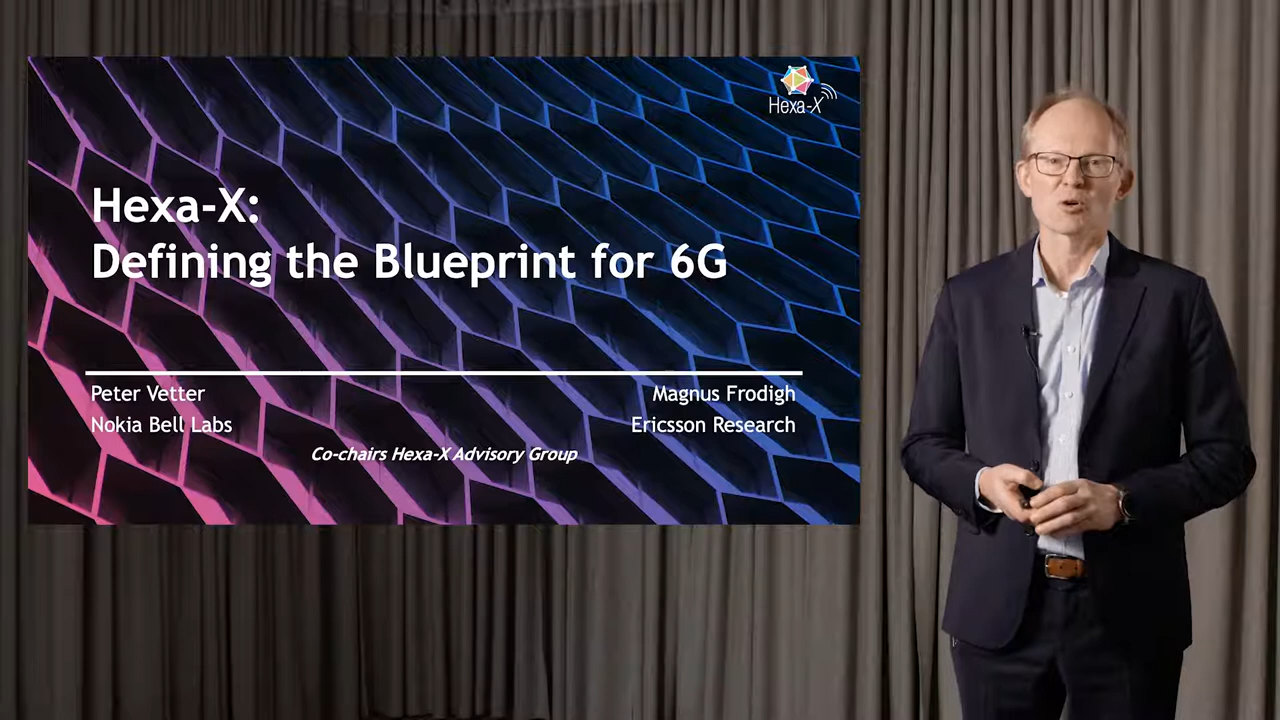 Hexa-X
Hexa-X:
Defining the Blueprint for 6G
Peter Vetter
Nokia Bell Labs
Magnus Frodigh
Ericsson Research
Co-chairs Hexa-X Advisory Group